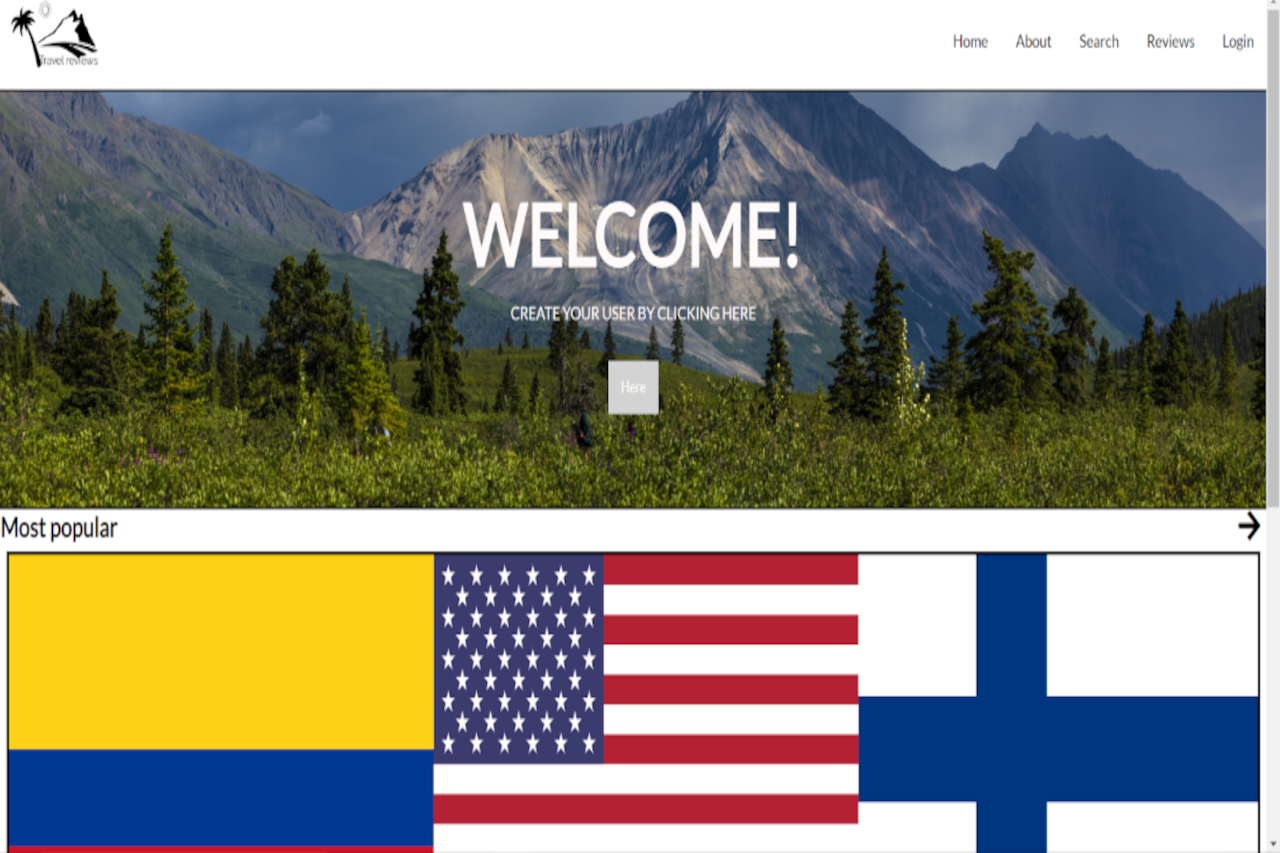 Travel reviews
Home About Search Reviews Login
WELCOME!
CREATE YOUR USER BY CLICKING HERE
Here
Most popular